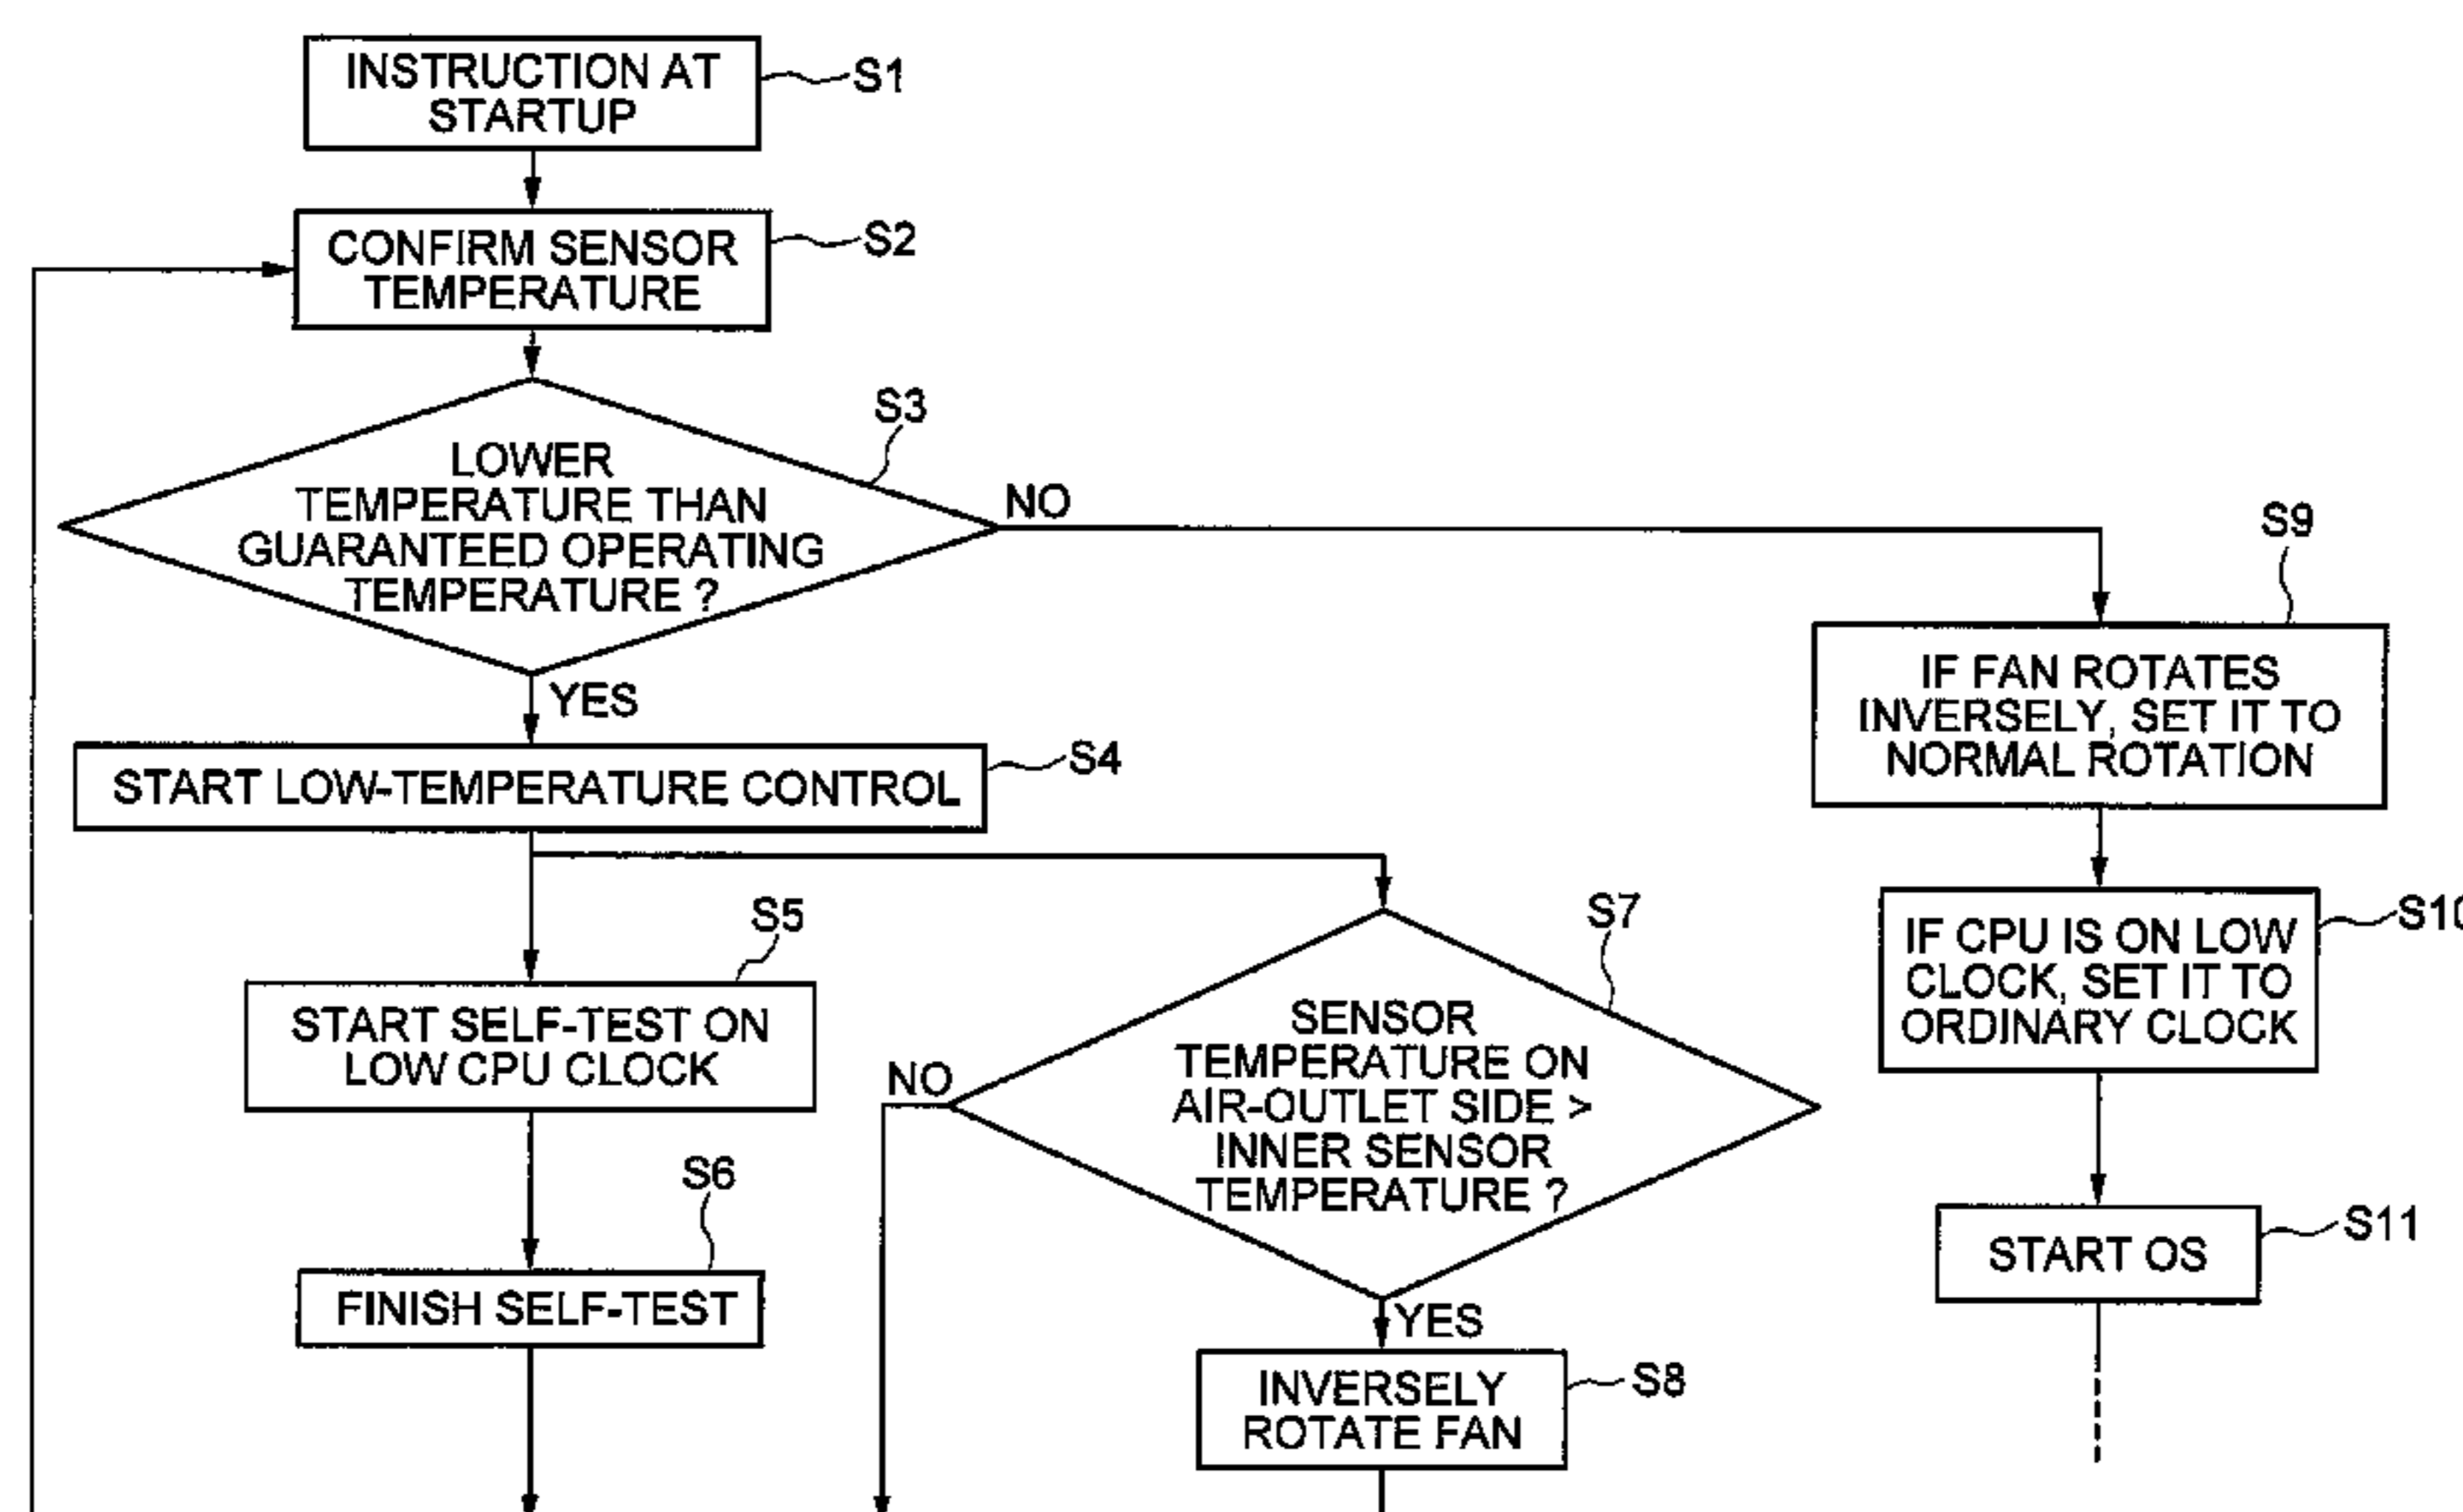 INSTRUCTION AT
STARTUP
S1
CONFIRM SENSOR
TEMPERATURE
S2
LOWER
TEMPERATURE THAN
GUARANTEED OPERATING
TEMPERATURE ?
S3
NO
YES
S9
IF FAN ROTATES
INVERSELY, SET IT TO
NORMAL ROTATION
START LOW-TEMPERATURE CONTROL
S4
S10
IF CPU IS ON LOW
CLOCK, SET IT TO
ORDINARY CLOCK
S5
START SELF-TEST ON
LOW CPU CLOCK
S7
SENSOR
TEMPERATURE ON
AIR-OUTLET SIDE >
INNER SENSOR
TEMPERATURE ?
NO
YES
S6
FINISH SELF-TEST
S11
START OS
INVERSELY
ROTATE FAN
S8